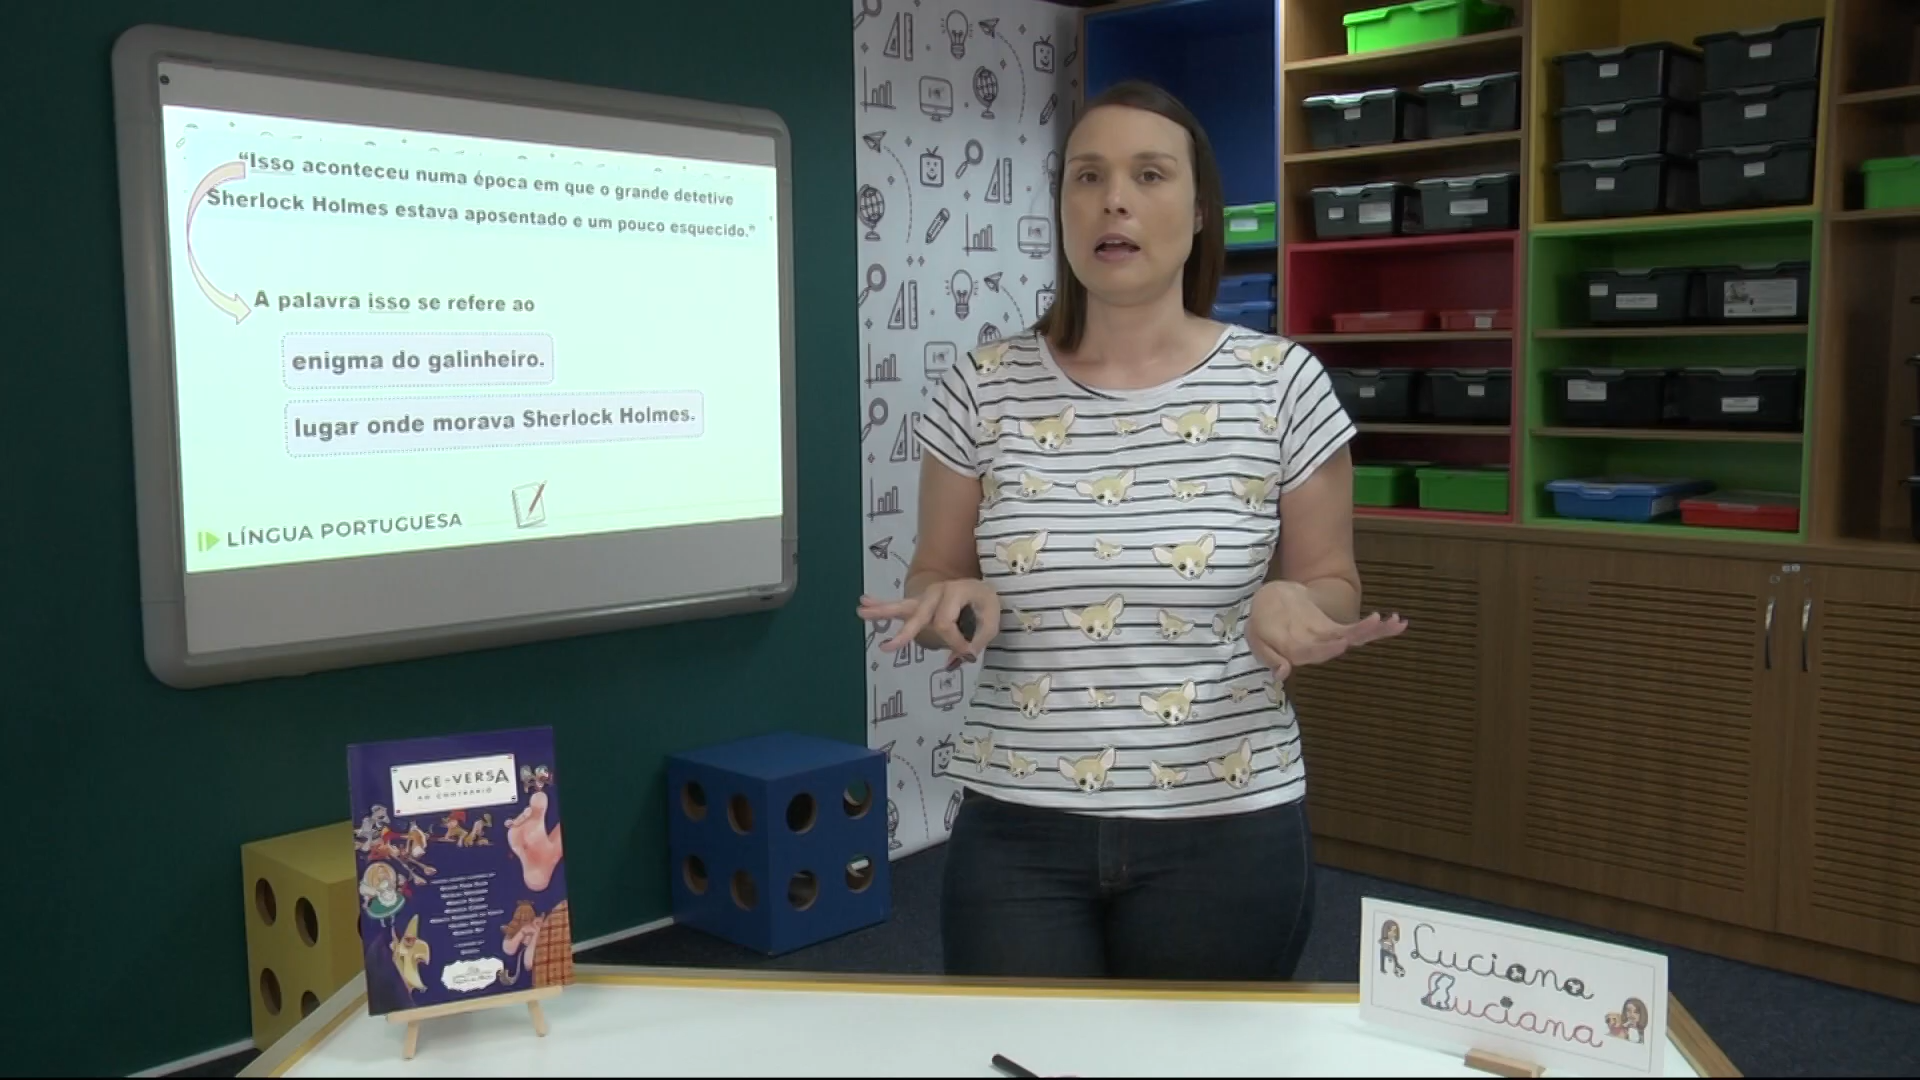 “Isso aconteceu numa época em que o grande detetive
Sherlock Holmes estava aposentado e um pouco esquecido.”
A palavra isso se refere ao
enigma do galinheiro.
lugar onde morava Sherlock Holmes.
LÍNGUA PORTUGUESA
VICE-VERSA
AO CONTRÁRIO
Luciana
Luciana